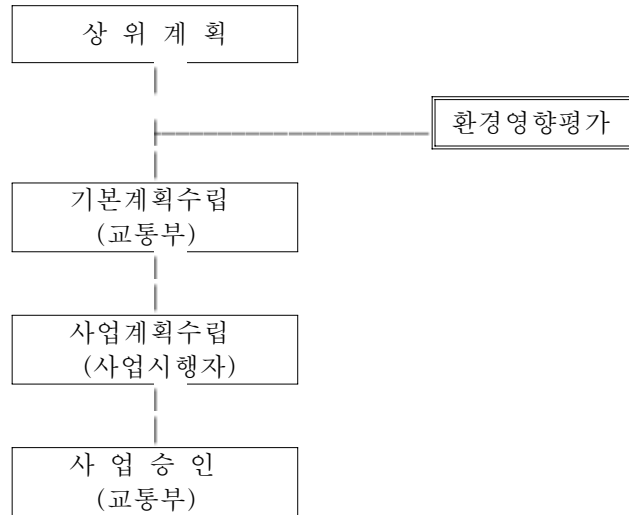 상 위 계 획
환경영향평가
기본계획수립
(교통부)
사업계획수립
(사업시행자)
사 업 승 인
(교통부)